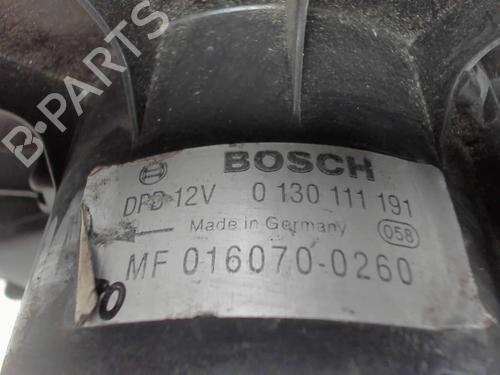 B-PARTS
BOSCH
DPD 12V 0 130 111 191
Made in Germany 058
MF 016070-0260